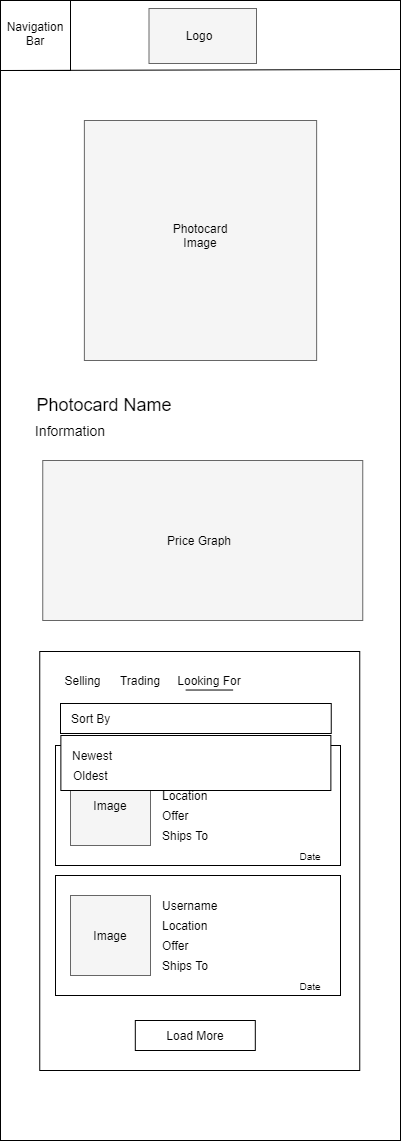 Navigation
Bar
Logo
Photocard
Image
Photocard Name
Information
Price Graph
Selling Trading Looking For
Sort By
Newest
Oldest
Image
Location
Offer
Ships To
Date
Image
Username
Location
Offer
Ships To
Date
Load More